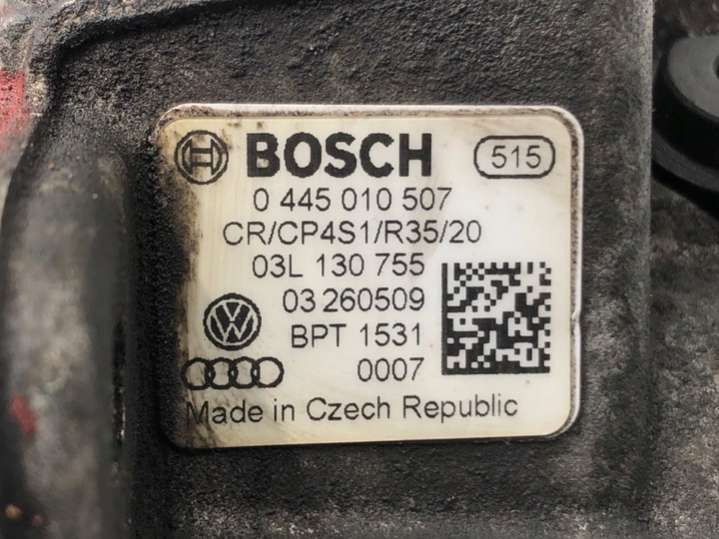 BOSCH 515
0 445 010 507
CR/CP4S1/R35/20
03L 130 755
03 260509
BPT 1531
0007
Made in Czech Republic